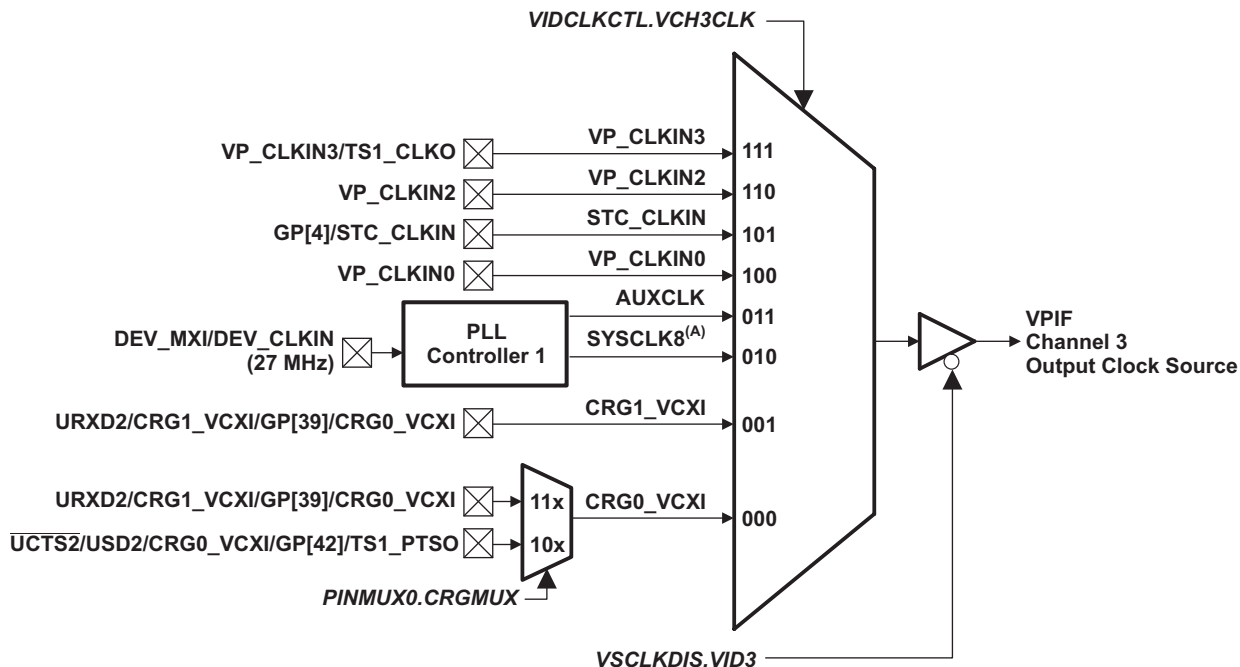 VIDCLKCTL.VCH3CLK
VP_CLKIN3/TS1_CLKO
VP_CLKIN3
111
VP_CLKIN2
VP_CLKIN2
110
GP[4]/STC_CLKIN
STC_CLKIN
101
VP_CLKIN0
VP_CLKIN0
100
AUXCLK
011
DEV_MXI/DEV_CLKIN
(27 MHz)
PLL
Controller 1
SYSCLK8(A)
010
VPIF
Channel 3
Output Clock Source
URXD2/CRG1_VCXI/GP[39]/CRG0_VCXI
CRG1_VCXI
001
URXD2/CRG1_VCXI/GP[39]/CRG0_VCXI
11x
CRG0_VCXI
000
UCTS2/USD2/CRG0_VCXI/GP[42]/TS1_PTSO
10x
PINMUX0.CRGMUX
VSCLKDIS.VID3